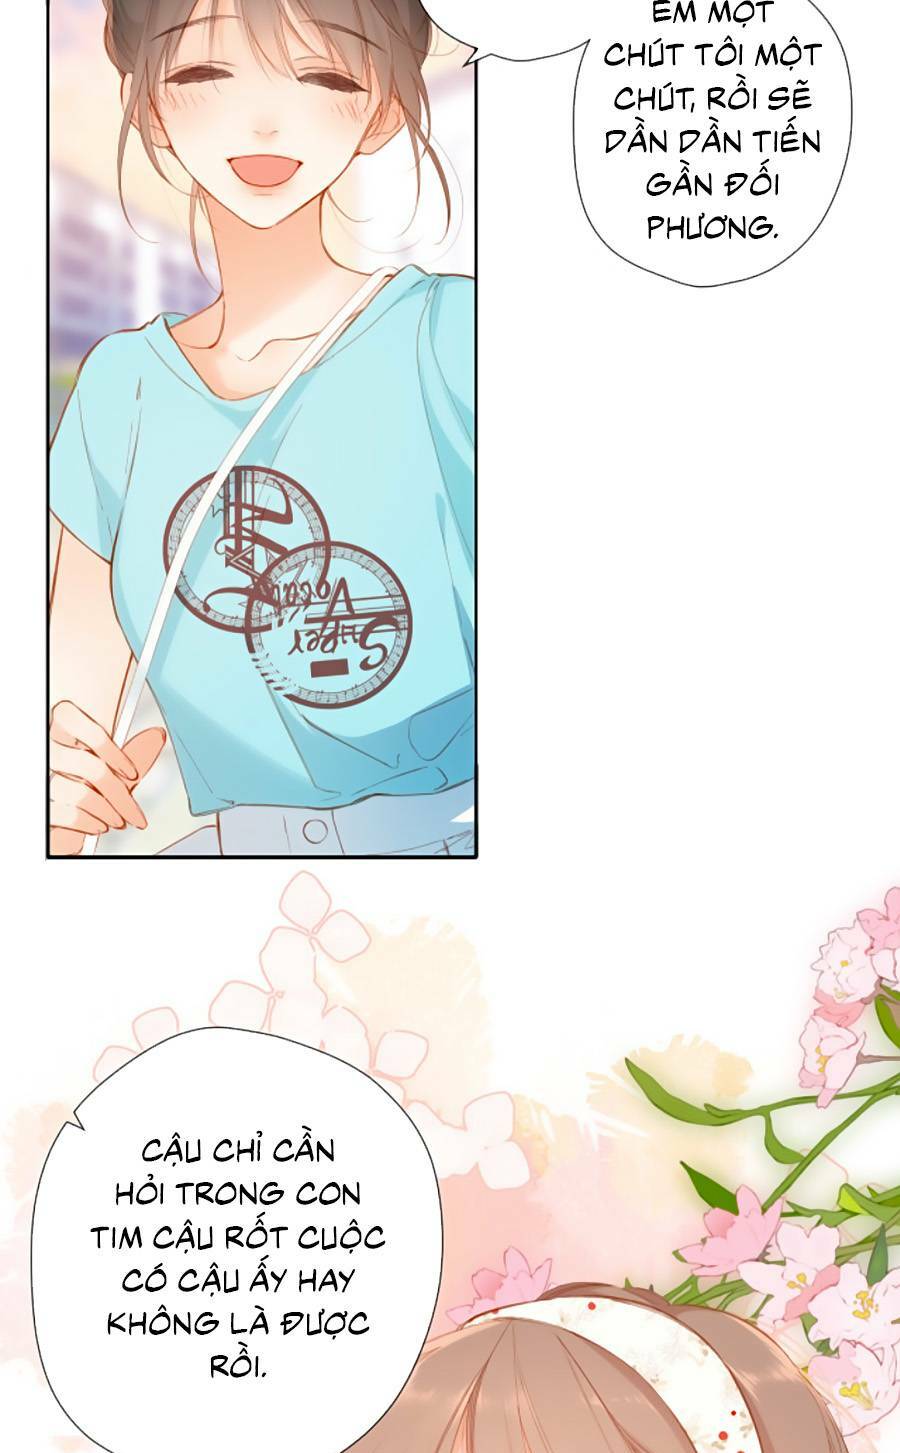 EM MỘT
CHÚT TÔI MỘT
CHÚT, RỒI SẼ
DẦN DẦN TIẾN
GẦN ĐỐI
PHƯƠNG.
CẬU CHỈ CẦN
HỎI TRONG CON
TIM CẬU RỐT CUỘC
CÓ CẬU ẤY HAY
KHÔNG LÀ ĐƯỢC
RỒI.